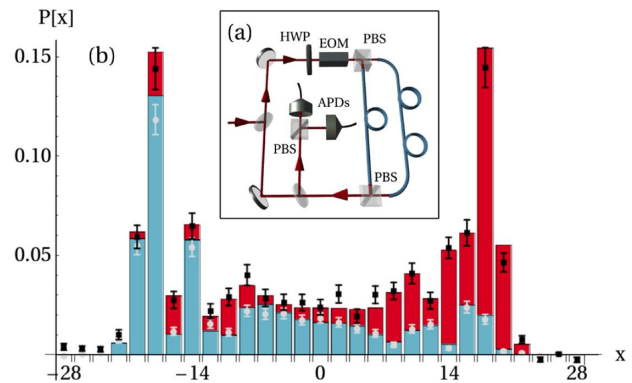 P[x]
0.15
(b)
(a)
HWP
EOM
PBS
APDs
0.10
PBS
PBS
0.05
x
−28
−14
0
14
28